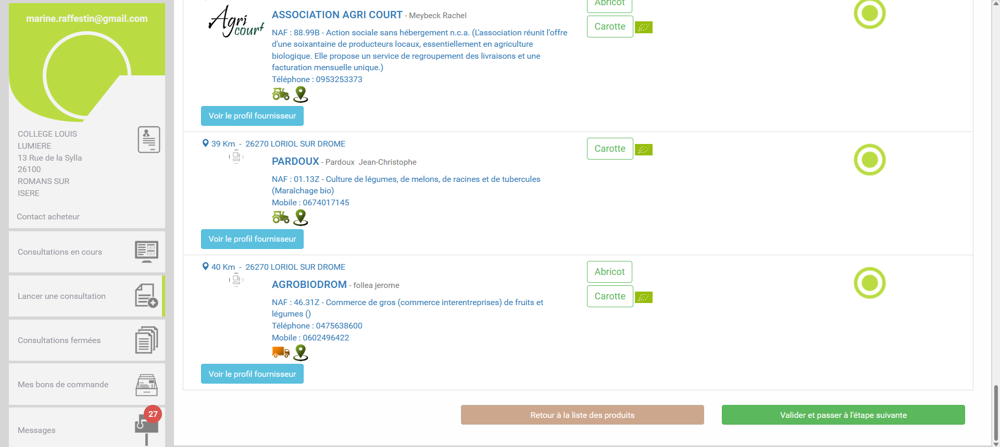 marine.raffestin@gmail.com
COLLEGE LOUIS
LUMIERE
13 Rue de la Sylla
26100
ROMANS SUR
ISERE
Contact acheteur
Consultations en cours
Lancer une consultation
Consultations fermées
Mes bons de commande
27
Messages
Agri
court
ASSOCIATION AGRI COURT - Meybeck Rachel
NAF : 88.99B - Action sociale sans hébergement n.c.a. (L'association réunit l'offre
d'une soixantaine de producteurs locaux, essentiellement en agriculture
biologique. Elle propose un service de regroupement des livraisons et une
facturation mensuelle unique.)
Téléphone : 0953253373
Voir le profil fournisseur
Abricot
Carotte
39 Km - 26270 LORIOL SUR DROME
PARDOUX - Pardoux Jean-Christophe
NAF : 01.13Z - Culture de légumes, de melons, de racines et de tubercules
(Maraîchage bio)
Mobile : 0674017145
Voir le profil fournisseur
Carotte
40 Km - 26270 LORIOL SUR DROME
AGROBIODROM - follea jerome
NAF : 46.31Z - Commerce de gros (commerce interentreprises) de fruits et
légumes ()
Téléphone : 0475638600
Mobile : 0602496422
Voir le profil fournisseur
Abricot
Carotte
Retour à la liste des produits
Valider et passer à l'étape suivante